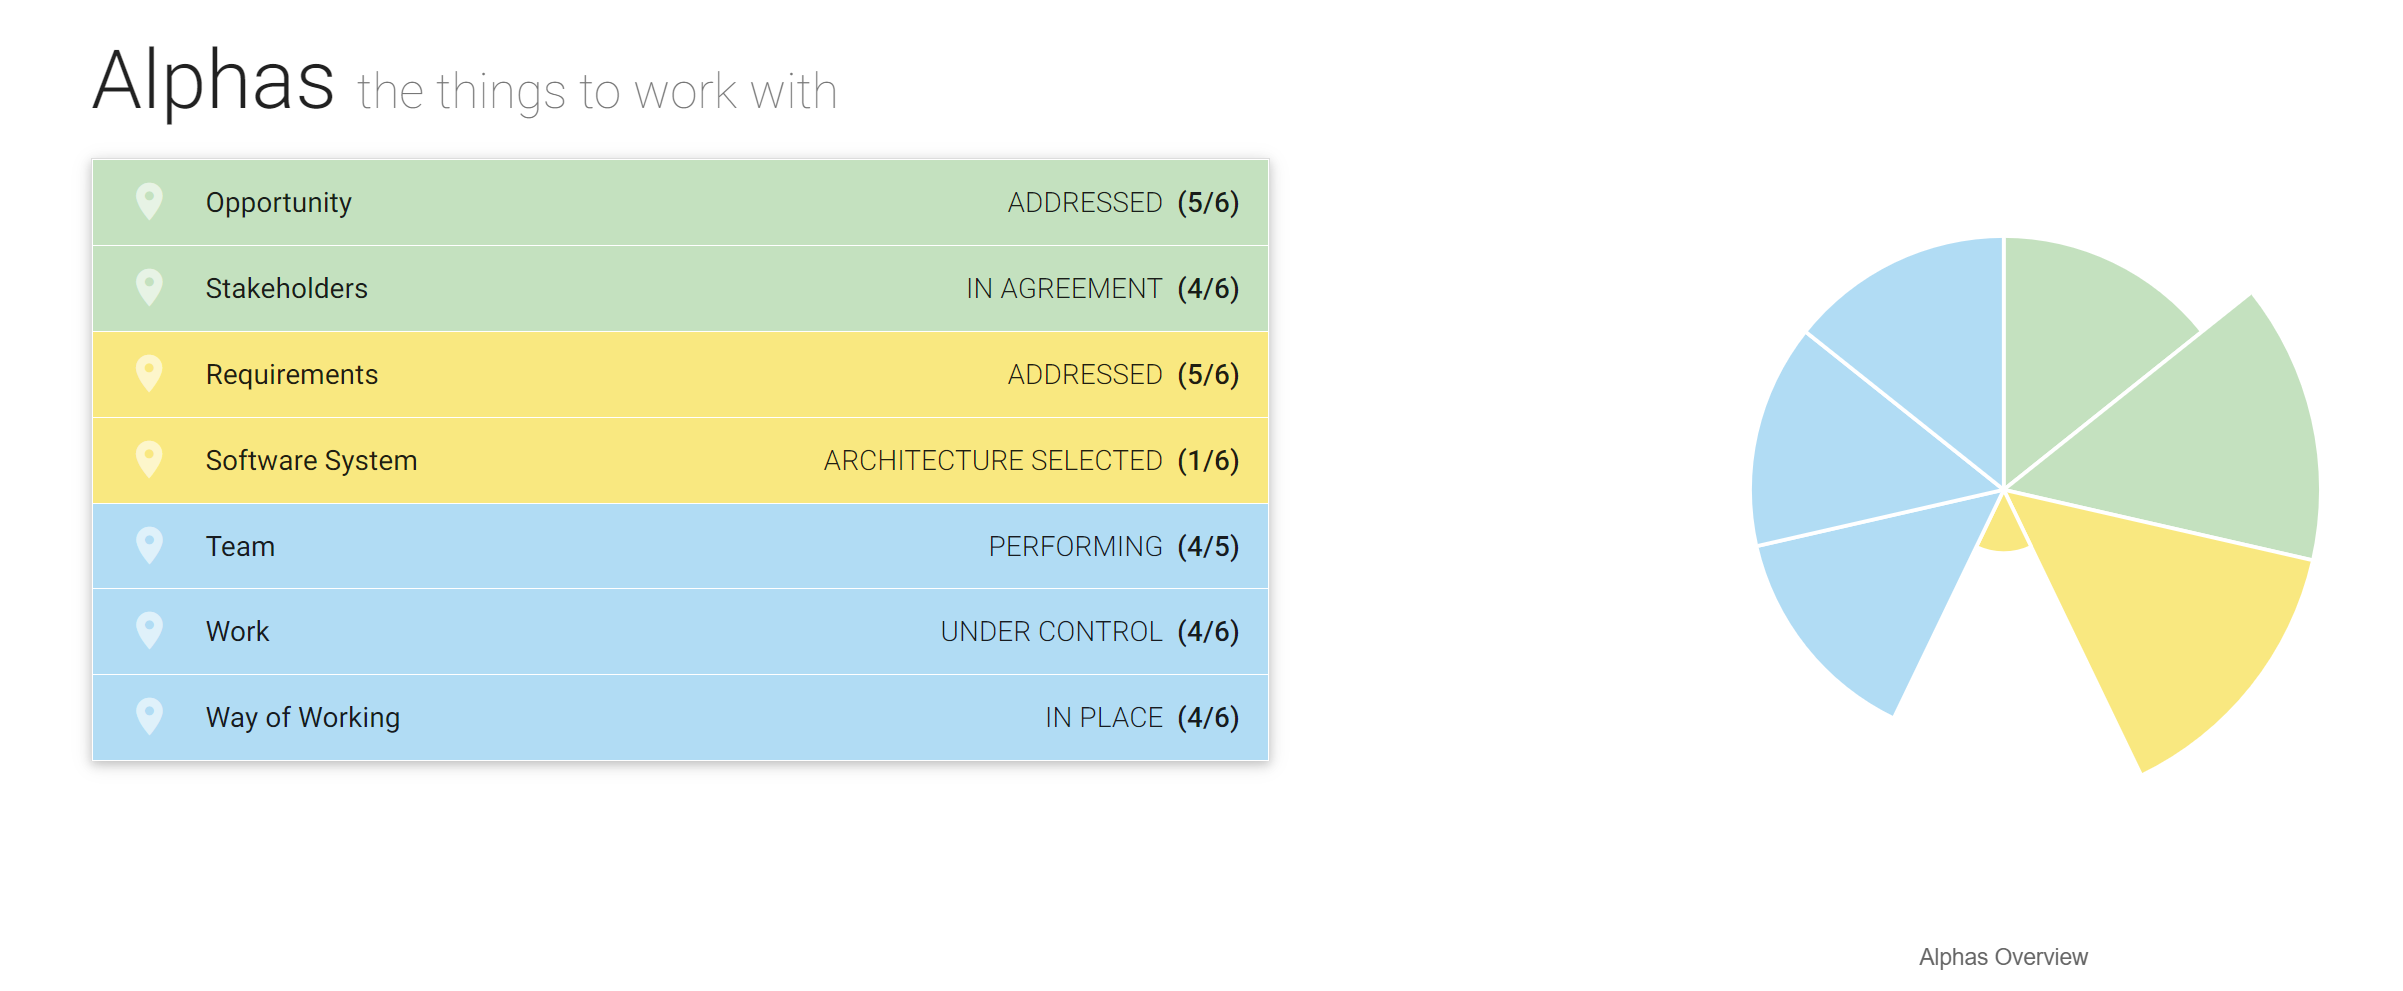 Alphas the things to work with
Opportunity ADDRESSED (5/6)
Stakeholders IN AGREEMENT (4/6)
Requirements ADDRESSED (5/6)
Software System ARCHITECTURE SELECTED (1/6)
Team PERFORMING (4/5)
Work UNDER CONTROL (4/6)
Way of Working IN PLACE (4/6)
Alphas Overview